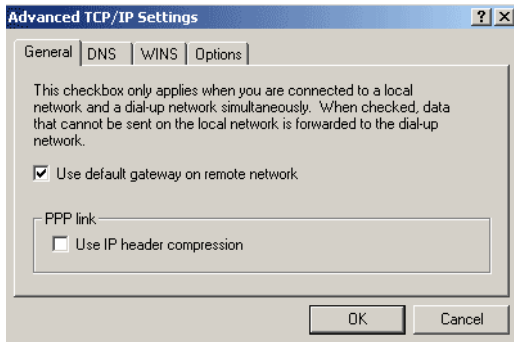 Advanced TCP/IP Settings
General DNS WINS Options
This checkbox only applies when you are connected to a local
network and a dial-up network simultaneously. When checked, data
that cannot be sent on the local network is forwarded to the dial-up
network.
Use default gateway on remote network
PPP link
Use IP header compression
OK Cancel